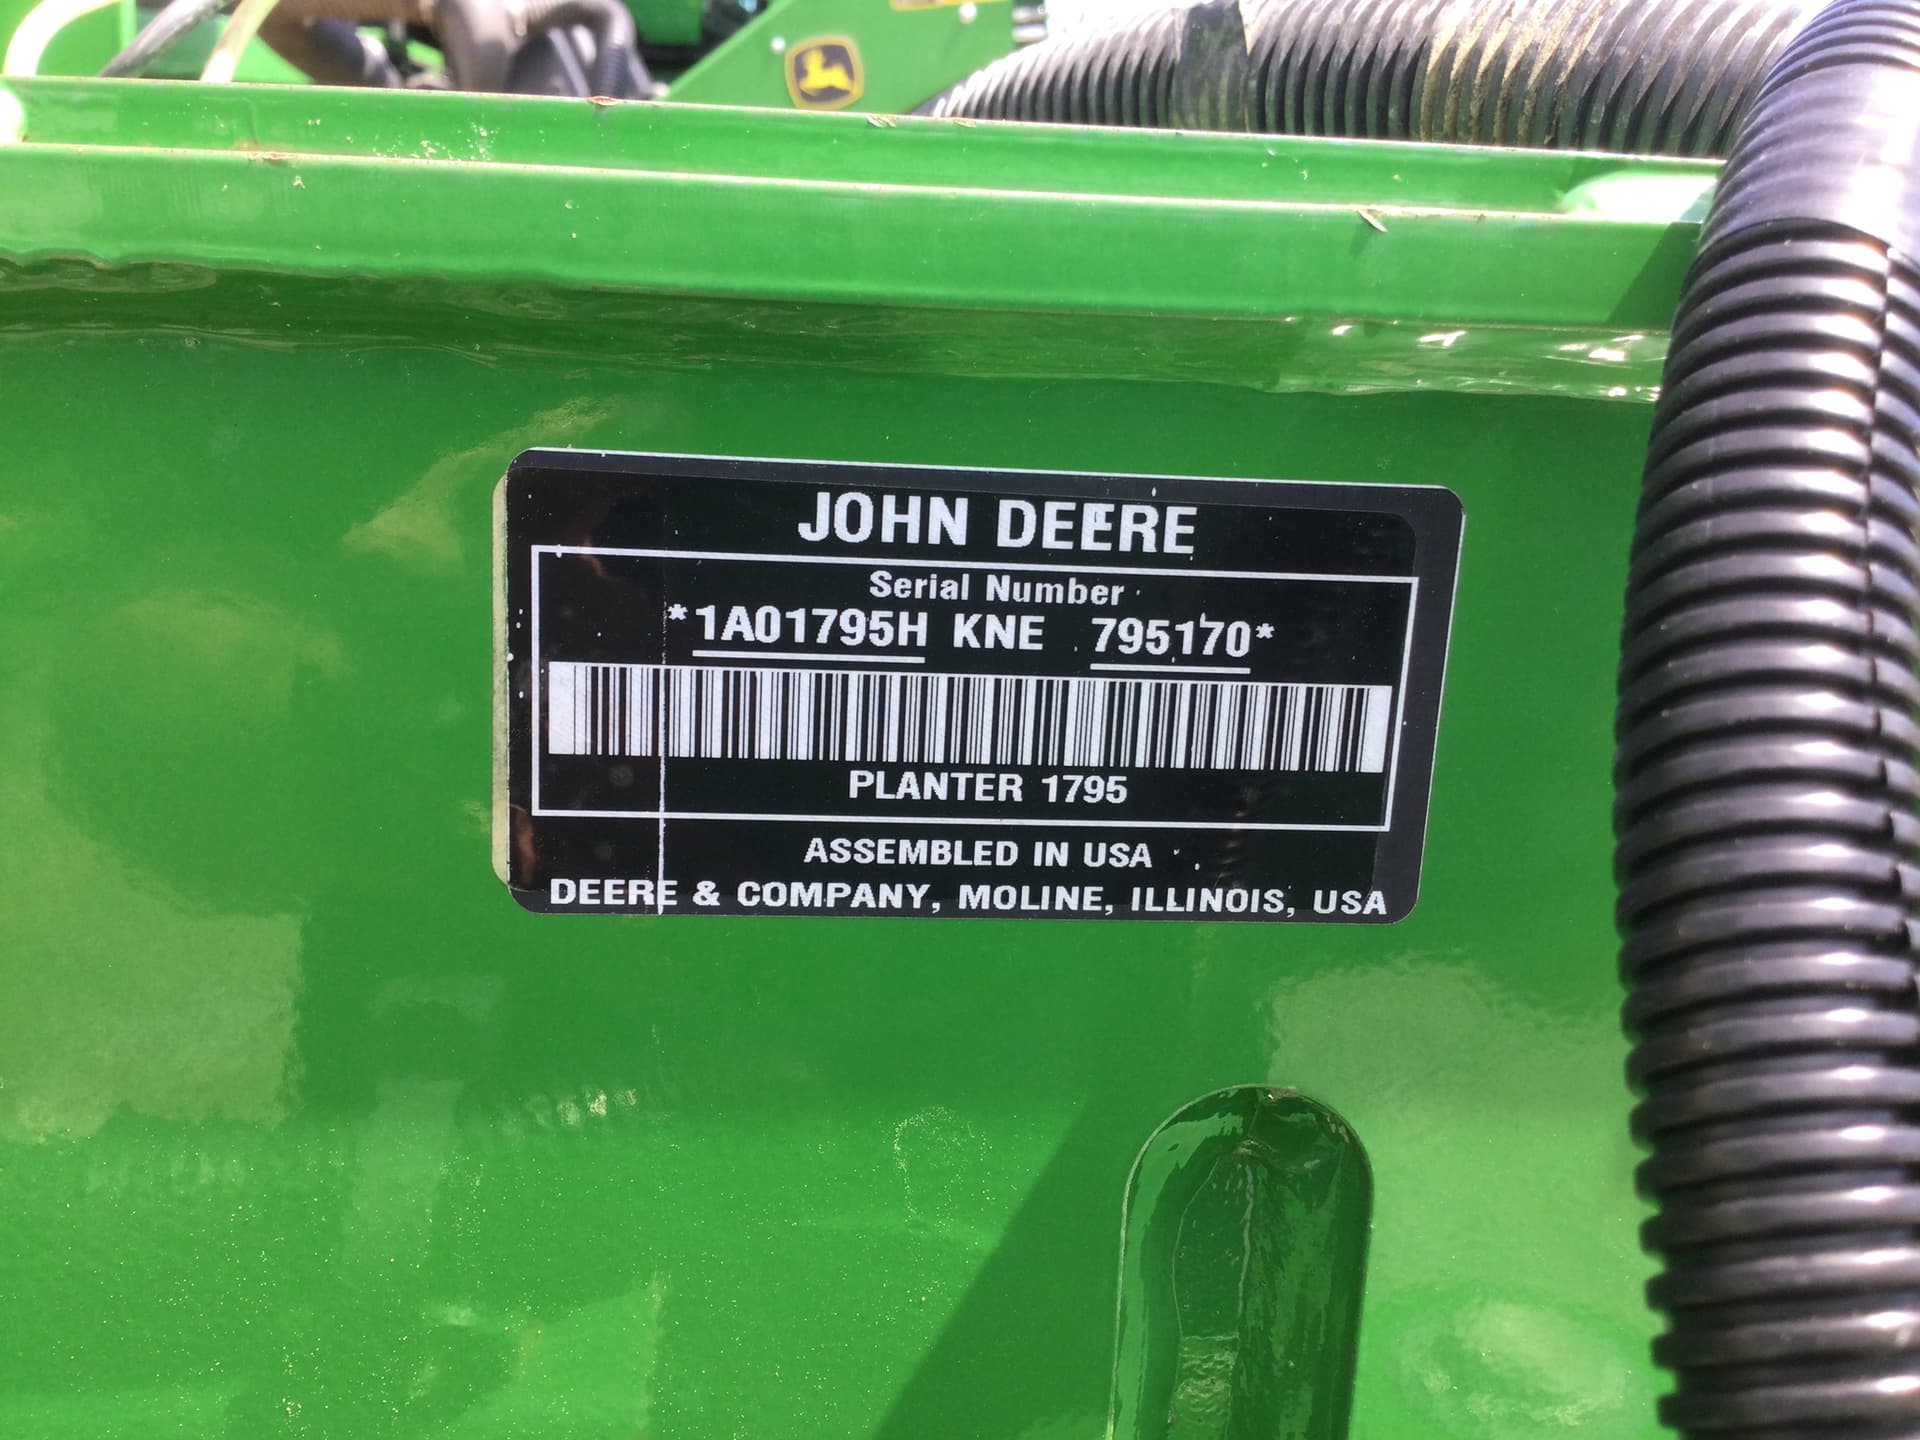 JOHN DEERE
Serial Number
*1A01795H KNE 795170*
PLANTER 1795
ASSEMBLED IN USA
DEERE & COMPANY, MOLINE, ILLINOIS, USA